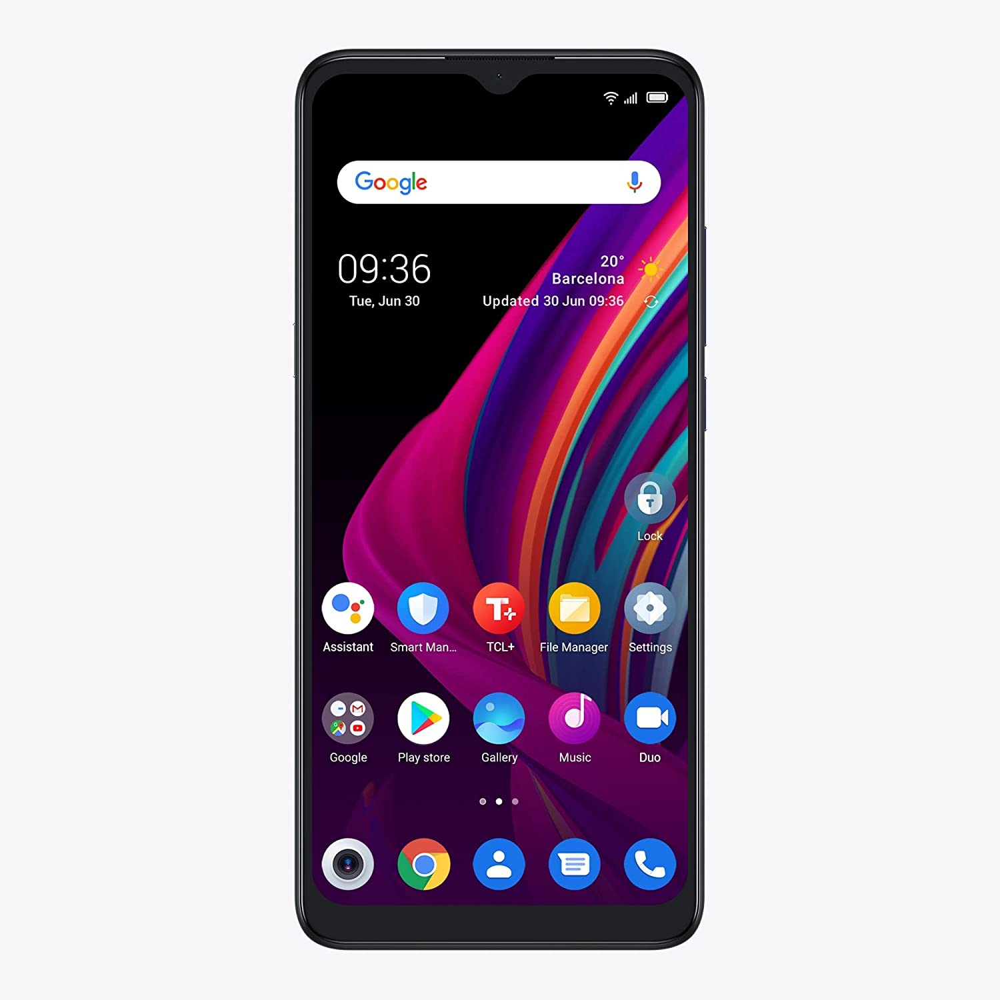 Google
09:36
Tue, Jun 30
20°
Barcelona
Updated 30 Jun 09:36
Lock
Assistant
Smart Man...
T+
TCL+
File Manager
Settings
Google
Play store
Gallery
Music
Duo